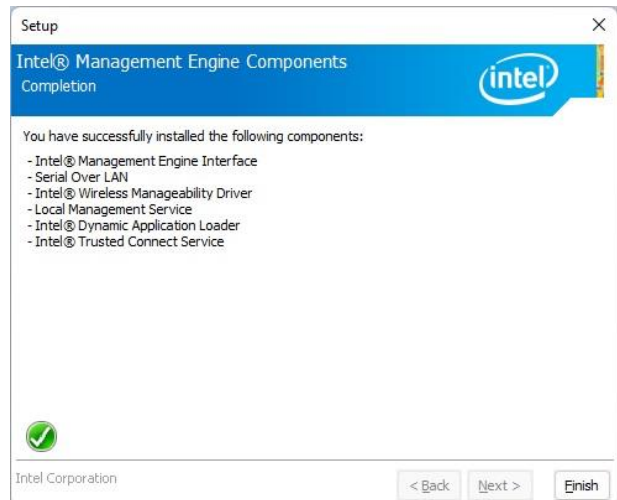 Setup
Intel® Management Engine Components
Completion
intel
You have successfully installed the following components:
- Intel® Management Engine Interface
- Serial Over LAN
- Intel® Wireless Manageability Driver
- Local Management Service
- Intel® Dynamic Application Loader
- Intel® Trusted Connect Service
Intel Corporation
< Back Next > Finish